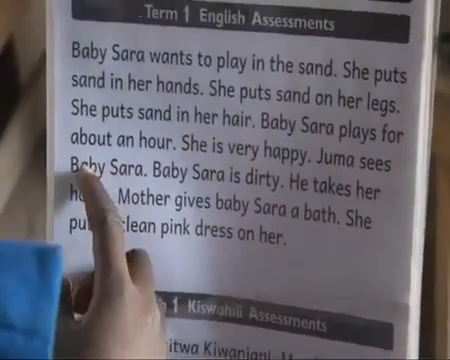 Term 1 English Assessments
Baby Sara wants to play in the sand. She puts
sand in her hands. She puts sand on her legs.
She puts sand in her hair. Baby Sara plays for
about an hour. She is very happy. Juma sees
Baby Sara. Baby Sara is dirty. He takes her
Mother gives baby Sara a bath. She
clean pink dress on her.
1 Kiswahili Assessments